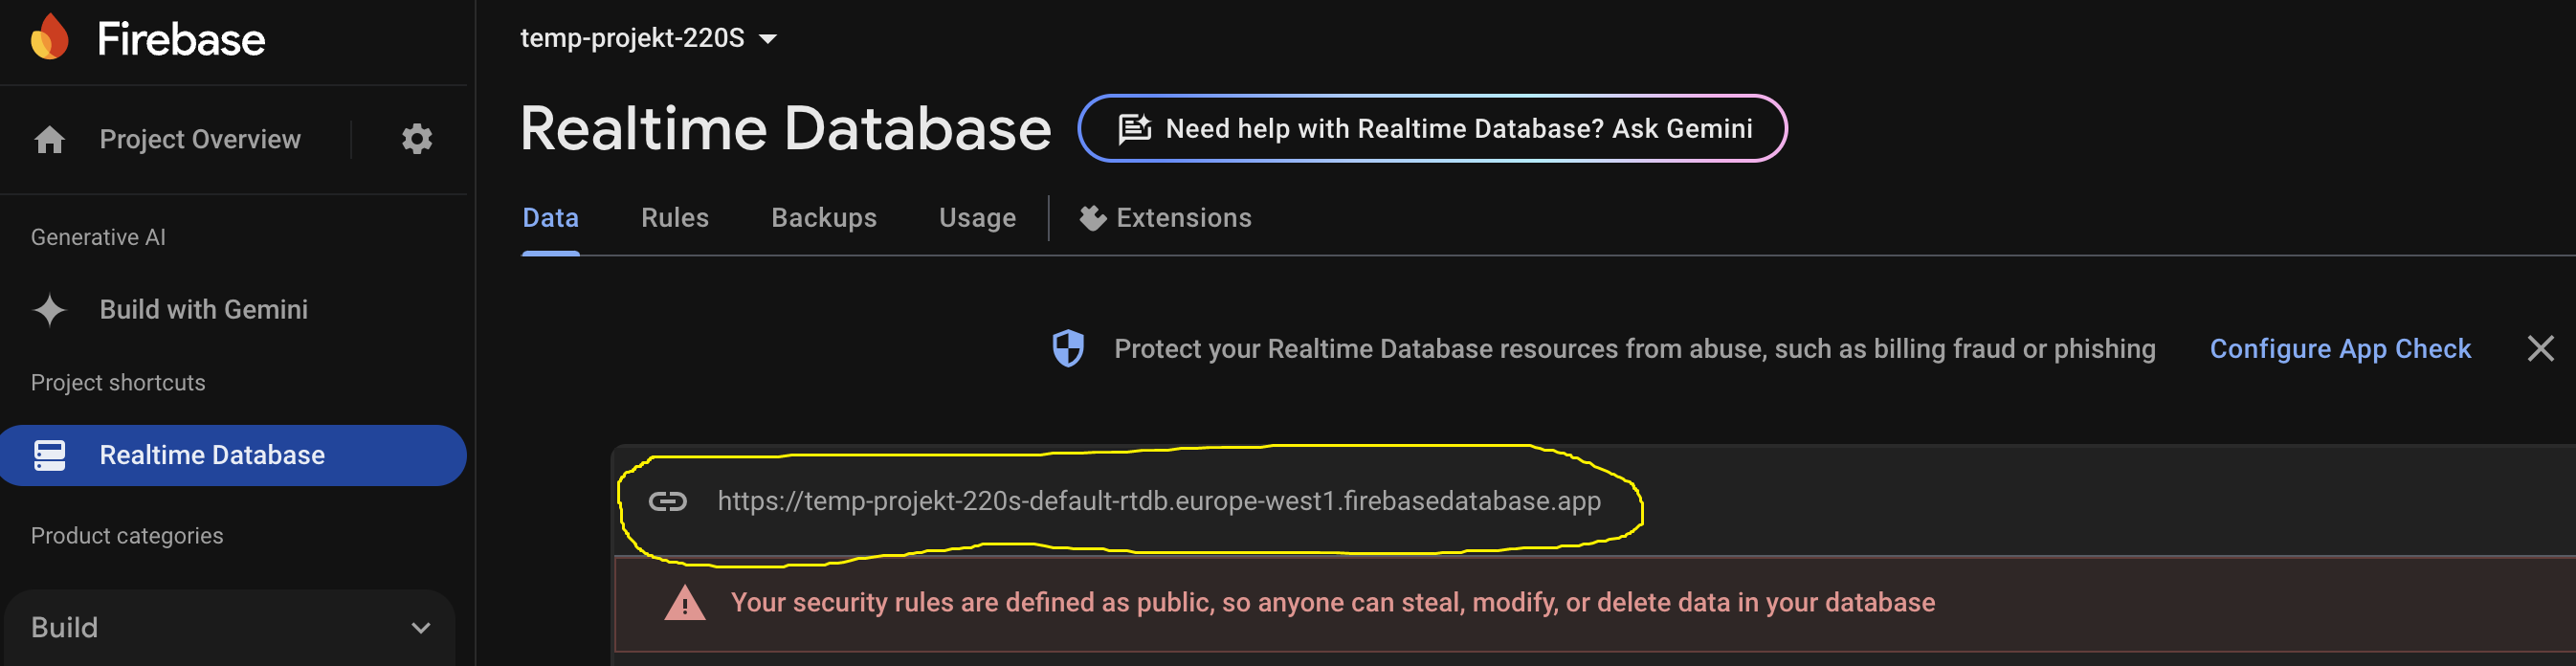 Firebase
temp-projekt-220S
Project Overview
Realtime Database
Need help with Realtime Database? Ask Gemini
Data
Rules
Backups
Usage
Extensions
Generative AI
Build with Gemini
Protect your Realtime Database resources from abuse, such as billing fraud or phishing
Configure App Check
Project shortcuts
Realtime Database
https://temp-projekt-220s-default-rtdb.europe-west1.firebasedatabase.app
Product categories
Your security rules are defined as public, so anyone can steal, modify, or delete data in your database
Build